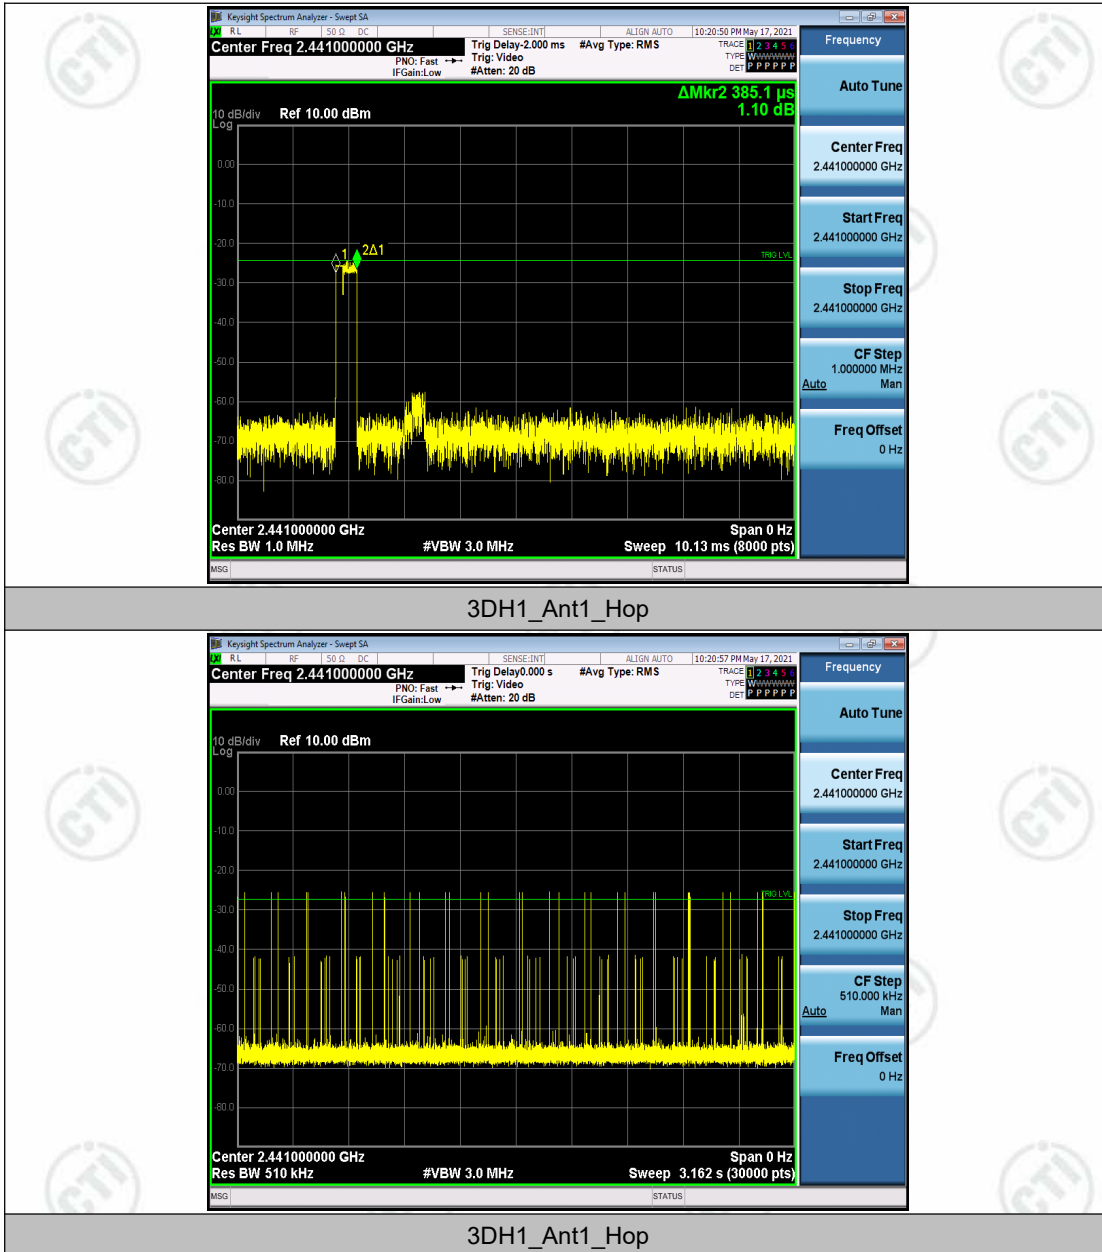 Keysight Spectrum Analyzer - Swept SA
RL RF 50 Ω DC SENSE:INT ALIGN AUTO 10:20:50 PM May 17, 2021
Center Freq 2.441000000 GHz
Trig Delay-2.000 ms #Avg Type: RMS
TRACE 1 2 3 4 5 6
PNO: Fast Trig: Video
TYPE WWWWWW
IFGain:Low #Atten: 20 dB
DET P P P P P P
Frequency
ΔMkr2 385.1 µs
1.10 dB
10 dB/div Ref 10.00 dBm
Log
0.00
-10.0
-20.0
-30.0
-40.0
-50.0
-60.0
-70.0
-80.0
1
2Δ1
TRIG LVL
Center 2.441000000 GHz Span 0 Hz
Res BW 1.0 MHz #VBW 3.0 MHz Sweep 10.13 ms (8000 pts)
MSG STATUS
Auto Tune
Center Freq
2.441000000 GHz
Start Freq
2.441000000 GHz
Stop Freq
2.441000000 GHz
CF Step
1.000000 MHz
Auto Man
Freq Offset
0 Hz
3DH1_Ant1_Hop
Keysight Spectrum Analyzer - Swept SA
RL RF 50 Ω DC SENSE:INT ALIGN AUTO 10:20:57 PM May 17, 2021
Center Freq 2.441000000 GHz
Trig Delay0.000 s #Avg Type: RMS
TRACE 1 2 3 4 5 6
PNO: Fast Trig: Video
TYPE WWWWWW
IFGain:Low #Atten: 20 dB
DET P P P P P P
Frequency
10 dB/div Ref 10.00 dBm
Log
0.00
-10.0
-20.0
-30.0
-40.0
-50.0
-60.0
-70.0
-80.0
TRIG LVL
Center 2.441000000 GHz Span 0 Hz
Res BW 510 kHz #VBW 3.0 MHz Sweep 3.162 s (30000 pts)
MSG STATUS
Auto Tune
Center Freq
2.441000000 GHz
Start Freq
2.441000000 GHz
Stop Freq
2.441000000 GHz
CF Step
510.000 kHz
Auto Man
Freq Offset
0 Hz
3DH1_Ant1_Hop
CTI
CTI
CTI
CTI
CTI
CTI
CTI
CTI